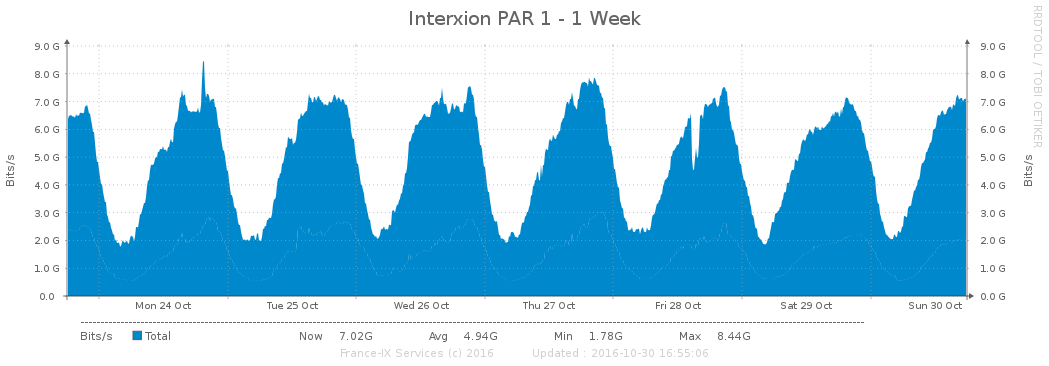 Interxion PAR 1 - 1 Week
RRDTOOL / TOBI OETIKER
Bits/s
9.0 G 9.0 G
8.0 G 8.0 G
7.0 G 7.0 G
6.0 G 6.0 G
5.0 G 5.0 G
4.0 G 4.0 G
3.0 G 3.0 G
2.0 G 2.0 G
1.0 G 1.0 G
0.0 0.0 G
Bits/s
Mon 24 Oct Tue 25 Oct Wed 26 Oct Thu 27 Oct Fri 28 Oct Sat 29 Oct Sun 30 Oct
Bits/s Total Now 7.02G Avg 4.94G Min 1.78G Max 8.44G
France-IX Services (c) 2016 Updated : 2016-10-30 16:55:06